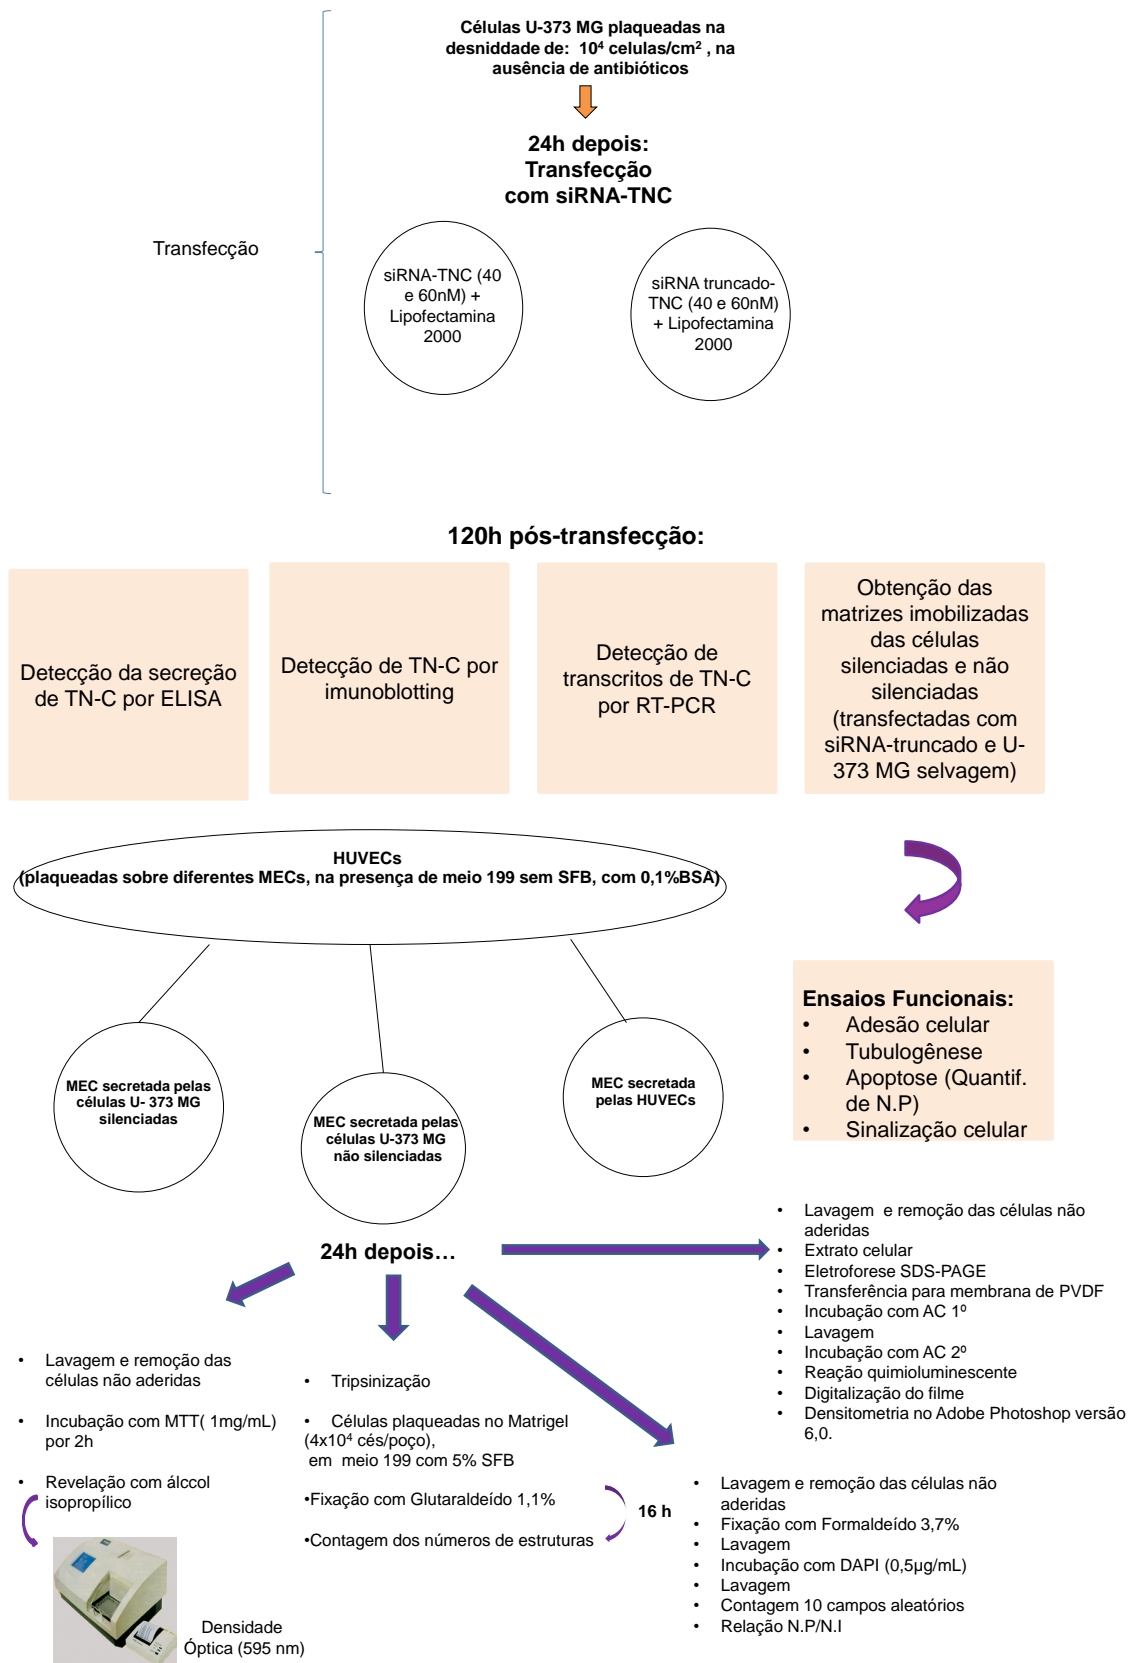 Células U-373 MG plaqueadas na
desniddade de: 10⁴ celulas/cm² , na
ausência de antibióticos
24h depois:
Transfecção
com siRNA-TNC
Transfecção
siRNA-TNC (40
e 60nM) +
Lipofectamina
2000
siRNA truncado-
TNC (40 e 60nM)
+ Lipofectamina
2000
120h pós-transfecção:
Detecção da secreção
de TN-C por ELISA
Detecção de TN-C por
imunoblotting
Detecção de
transcritos de TN-C
por RT-PCR
Obtenção das
matrizes imobilizadas
das células
silenciadas e não
silenciadas
(transfectadas com
siRNA-truncado e U-
373 MG selvagem)
HUVECs
(plaqueadas sobre diferentes MECs, na presença de meio 199 sem SFB, com 0,1%BSA)
MEC secretada pelas
células U- 373 MG
silenciadas
MEC secretada pelas
células U-373 MG
não silenciadas
MEC secretada
pelas HUVECs
Ensaios Funcionais:
• Adesão celular
• Tubulogênese
• Apoptose (Quantif.
de N.P)
• Sinalização celular
24h depois…
• Lavagem e remoção das células não
aderidas
• Extrato celular
• Eletroforese SDS-PAGE
• Transferência para membrana de PVDF
• Incubação com AC 1º
• Lavagem
• Incubação com AC 2º
• Reação quimioluminescente
• Digitalização do filme
• Densitometria no Adobe Photoshop versão
6,0.
• Lavagem e remoção das
células não aderidas
• Incubação com MTT( 1mg/mL)
por 2h
• Revelação com álccol
isopropílico
Densidade
Óptica (595 nm)
• Tripsinização
• Células plaqueadas no Matrigel
(4x10⁴ cés/poço),
em meio 199 com 5% SFB
•Fixação com Glutaraldeído 1,1%
•Contagem dos números de estruturas
16 h
• Lavagem e remoção das células não
aderidas
• Fixação com Formaldeído 3,7%
• Lavagem
• Incubação com DAPI (0,5µg/mL)
• Lavagem
• Contagem 10 campos aleatórios
• Relação N.P/N.I